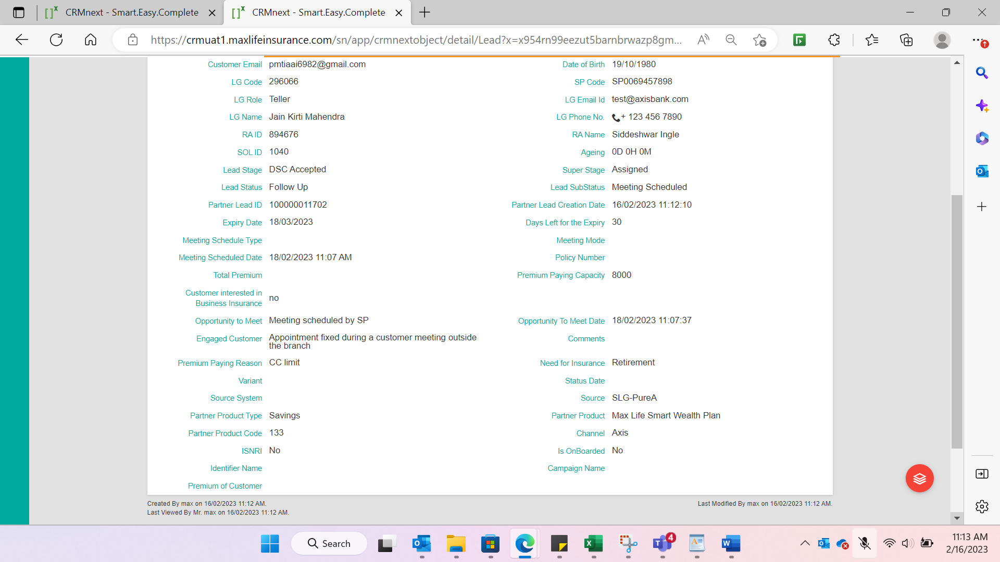 CRMnext - Smart.Easy.Complete
CRMnext - Smart.Easy.Complete
https://crmuat1.maxlifeinsurance.com/sn/app/crmnextobject/detail/Lead?x=x954rn99eezut5barnbrwazp8gm...
Customer Email pmtiaai6982@gmail.com Date of Birth 19/10/1980
LG Code 296066 SP Code SP0069457898
LG Role Teller LG Email Id test@axisbank.com
LG Name Jain Kirti Mahendra LG Phone No. + 123 456 7890
RA ID 894676 RA Name Siddeshwar Ingle
SOL ID 1040 Ageing 0D 0H 0M
Lead Stage DSC Accepted Super Stage Assigned
Lead Status Follow Up Lead SubStatus Meeting Scheduled
Partner Lead ID 100000011702 Partner Lead Creation Date 16/02/2023 11:12:10
Expiry Date 18/03/2023 Days Left for the Expiry 30
Meeting Schedule Type Meeting Mode
Meeting Scheduled Date 18/02/2023 11:07 AM Policy Number
Total Premium Premium Paying Capacity 8000
Customer interested in
Business Insurance no
Opportunity to Meet Meeting scheduled by SP Opportunity To Meet Date 18/02/2023 11:07:37
Engaged Customer Appointment fixed during a customer meeting outside
the branch Comments
Premium Paying Reason CC limit Need for Insurance Retirement
Variant Status Date
Source System Source SLG-PureA
Partner Product Type Savings Partner Product Max Life Smart Wealth Plan
Partner Product Code 133 Channel Axis
ISNRI No Is OnBoarded No
Identifier Name Campaign Name
Premium of Customer
Created By max on 16/02/2023 11:12 AM. Last Modified By max on 16/02/2023 11:12 AM.
Last Viewed By Mr. max on 16/02/2023 11:12 AM.
Search
4
11:13 AM
2/16/2023